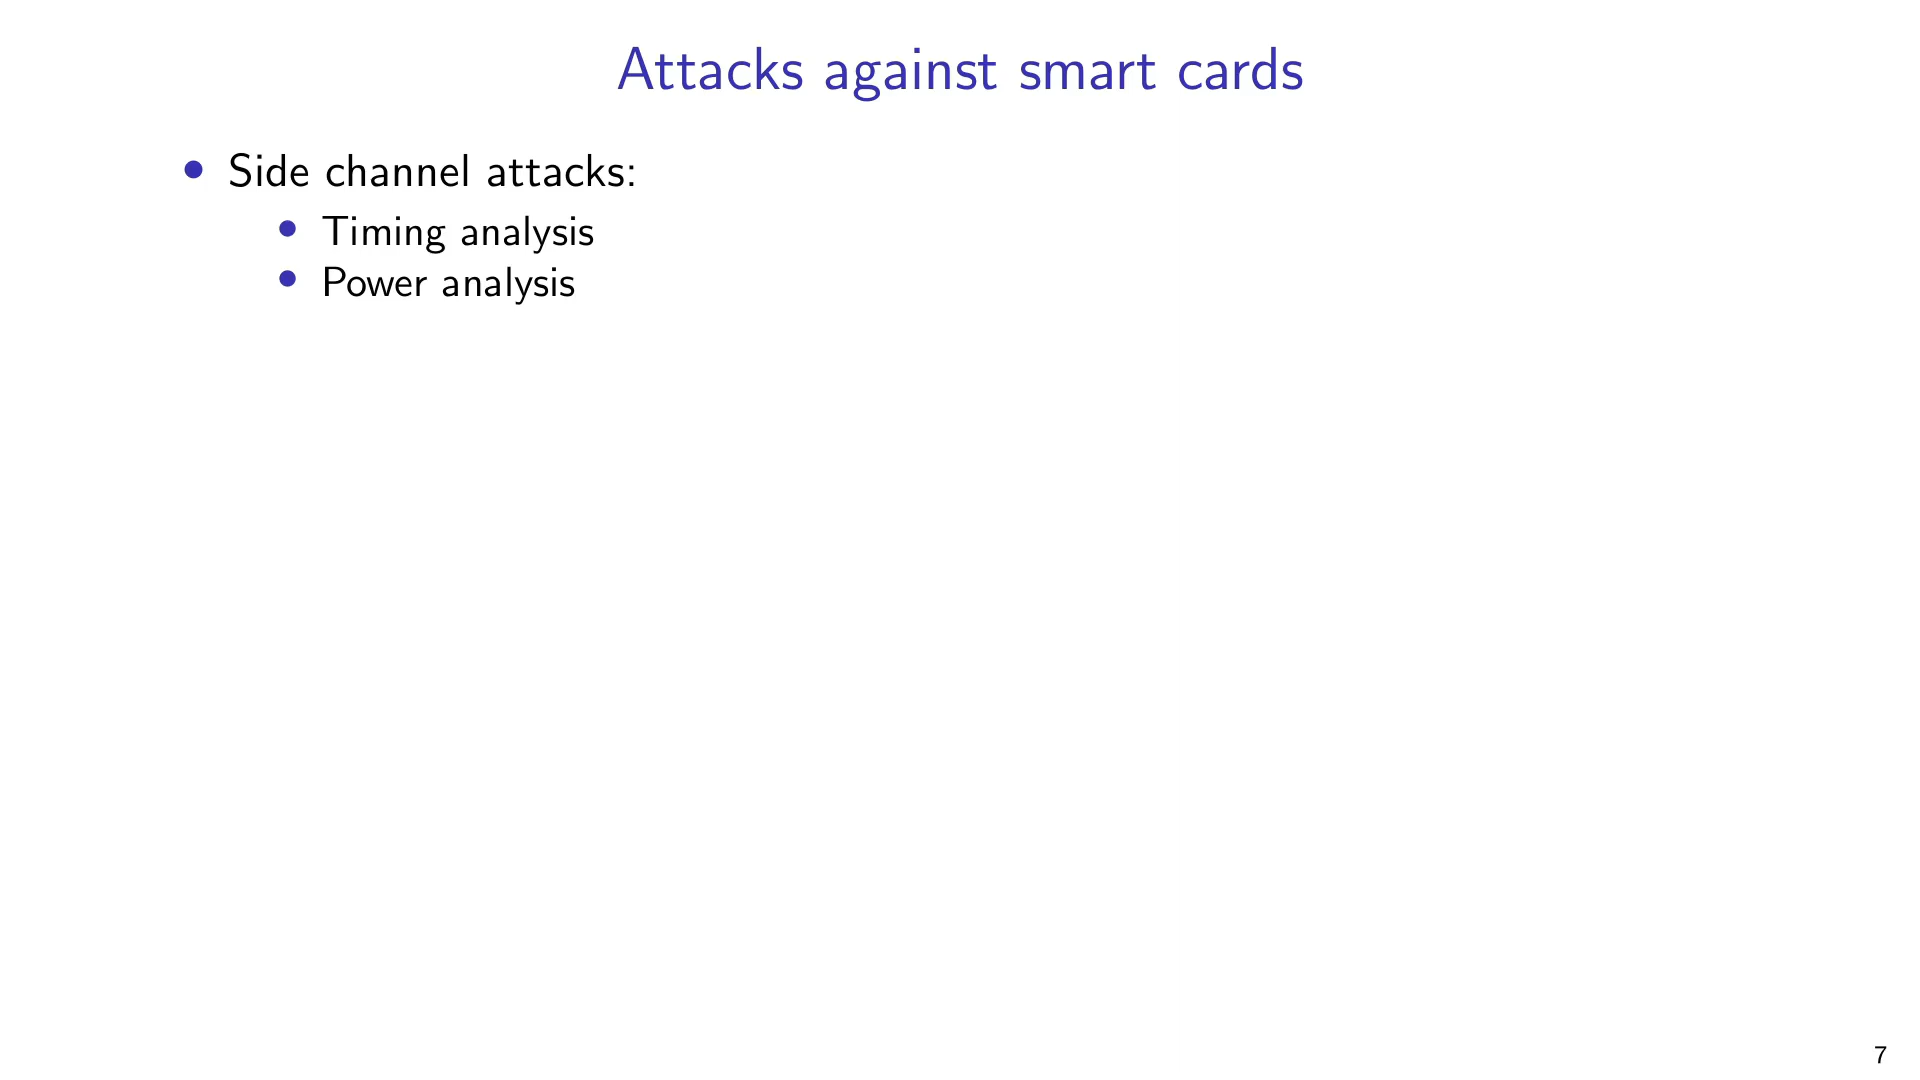 Attacks against smart cards
• Side channel attacks:
• Timing analysis
• Power analysis
7